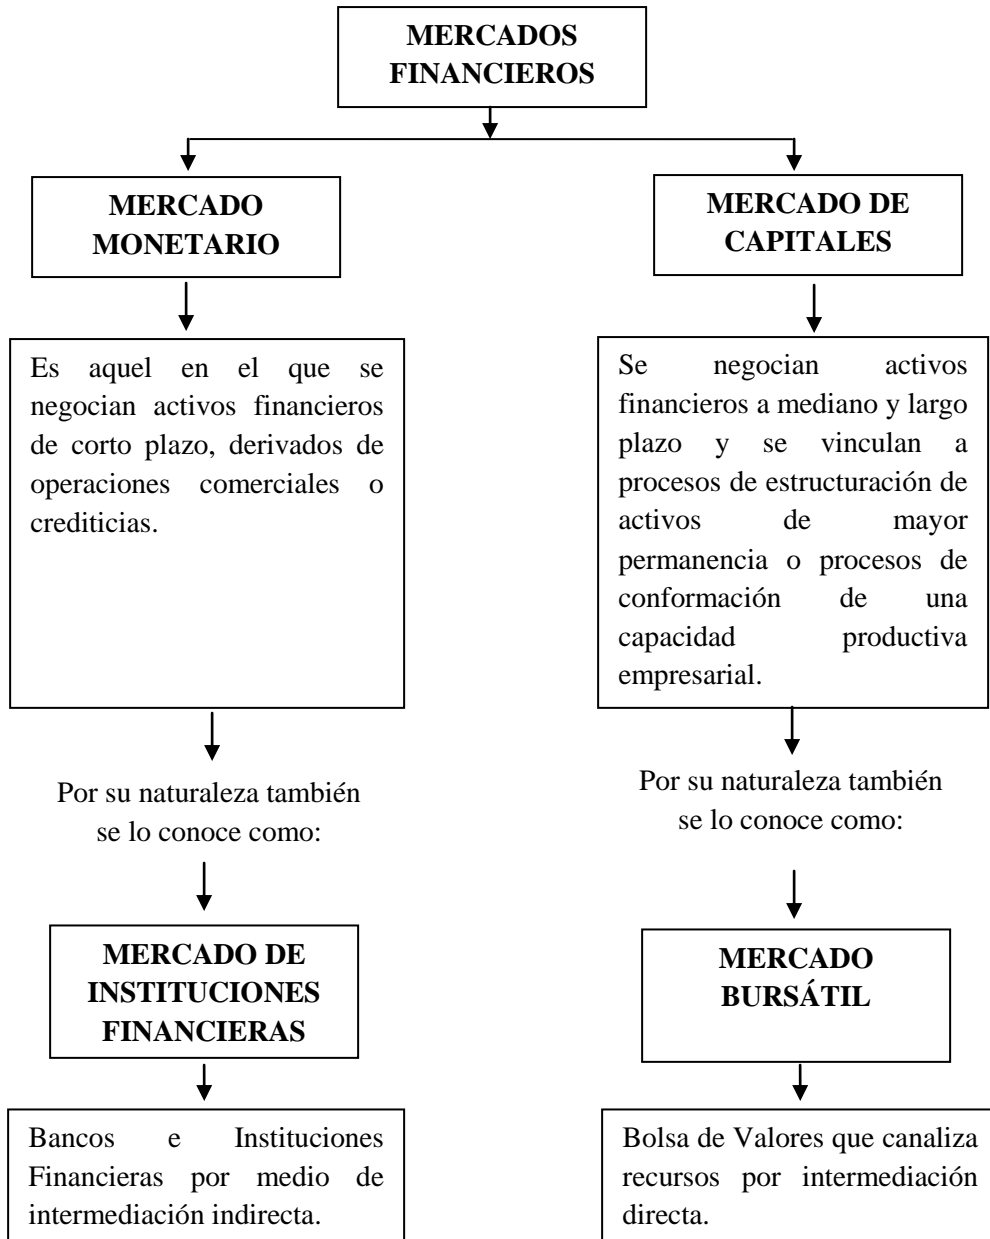 MERCADOS
FINANCIEROS
MERCADO
MONETARIO
Es aquel en el que se
negocian activos financieros
de corto plazo, derivados de
operaciones comerciales o
crediticias.
Por su naturaleza también
se lo conoce como:
MERCADO DE
INSTITUCIONES
FINANCIERAS
Bancos e Instituciones
Financieras por medio de
intermediación indirecta.
MERCADO DE
CAPITALES
Se negocian activos
financieros a mediano y largo
plazo y se vinculan a
procesos de estructuración de
activos de mayor
permanencia o procesos de
conformación de una
capacidad productiva
empresarial.
Por su naturaleza también
se lo conoce como:
MERCADO
BURSÁTIL
Bolsa de Valores que canaliza
recursos por intermediación
directa.